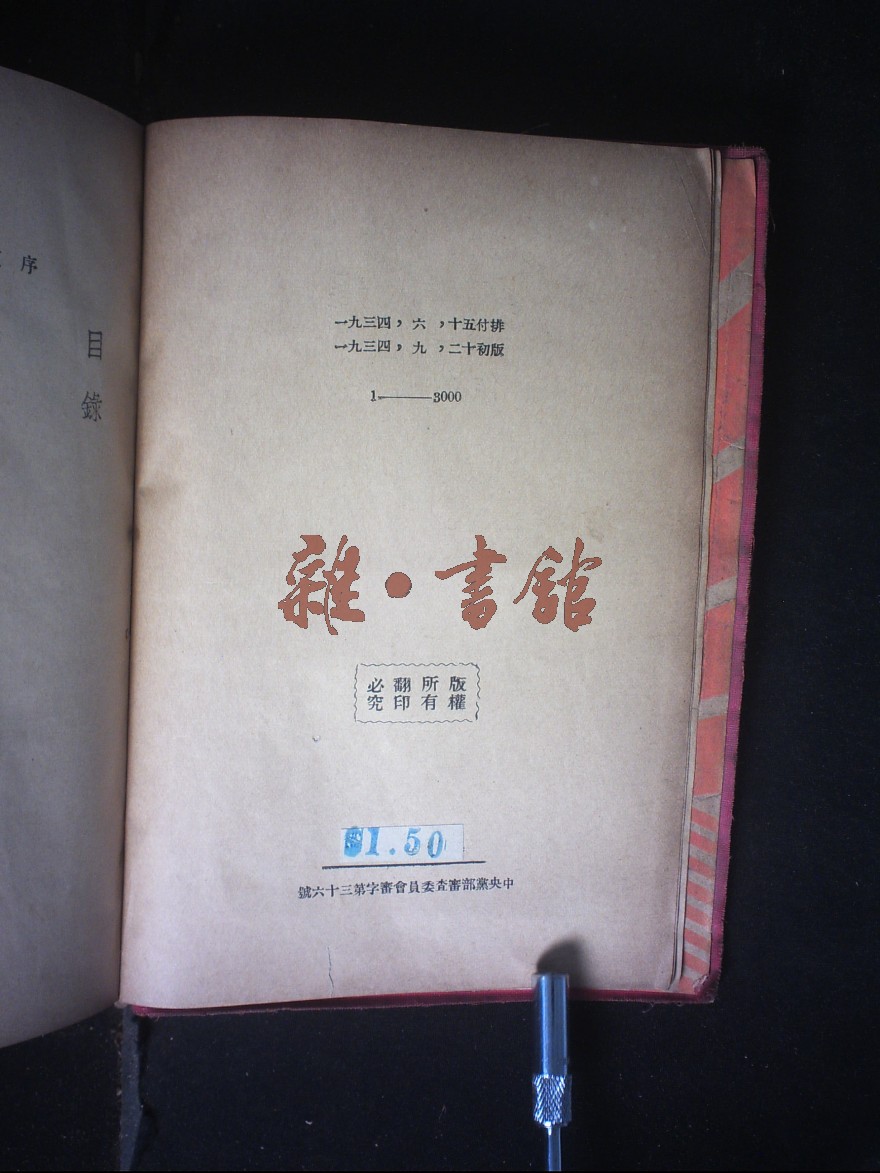 目錄
序
一九三四，六，十五付排
一九三四，九，二十初版
1——3000
雜·書館
版權
所有
翻印
必究
1.50
中央黨部審查委員會審字第三十六號